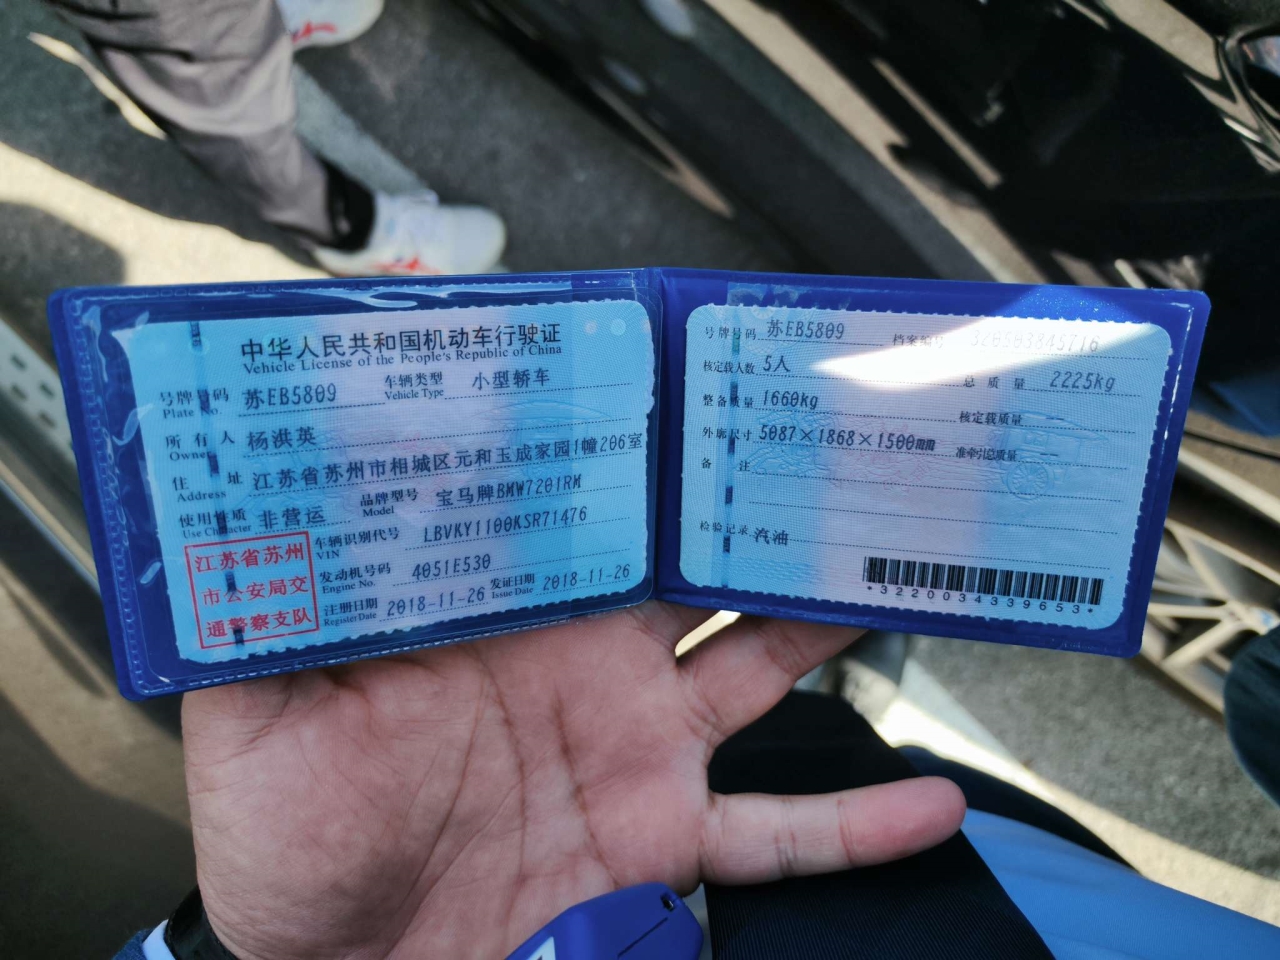 中华人民共和国机动车行驶证
Vehicle License of the People's Republic of China
号牌号码 苏EB5809 车辆类型 小型轿车
Plate No. Vehicle Type
所有人 杨洪英
Owner
住址 江苏省苏州市相城区元和玉成家园1幢206室
Address
使用性质 非营运 品牌型号 宝马牌BMW7201RM
Use Character Model
江苏省苏州
市公安局交
通警察支队
车辆识别代号 LBVKY1100KSR71476
VIN
发动机号码 4051E530
Engine No.
注册日期 2018-11-26 发证日期 2018-11-26
Register Date Issue Date
号牌号码 苏EB5809 档案编号
核定载人数 5人 总质量 2225kg
整备质量 1660kg 核定载质量
外廓尺寸 5087×1868×1500㎜ 准牵引总质量
备注
检验记录 汽油
*3220034339653*